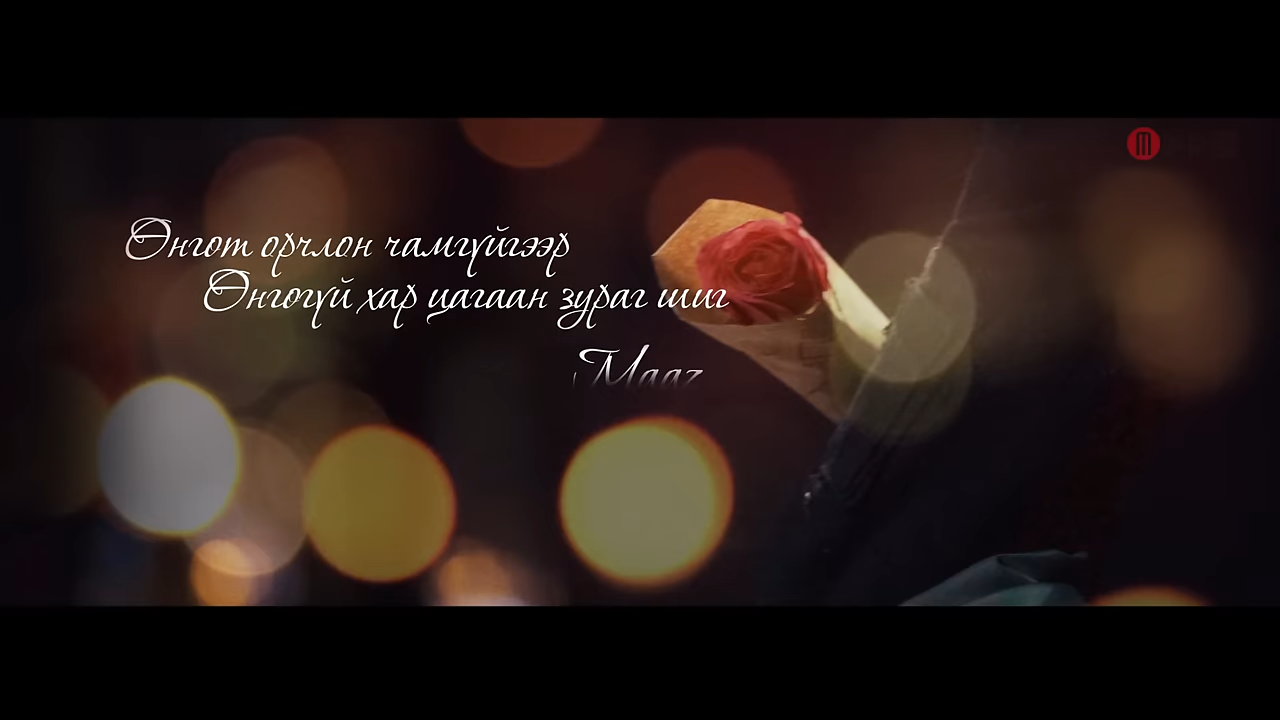 Өнгөт орчлон чамгүйгээр
Өнгөгүй хар цагаан зураг шиг